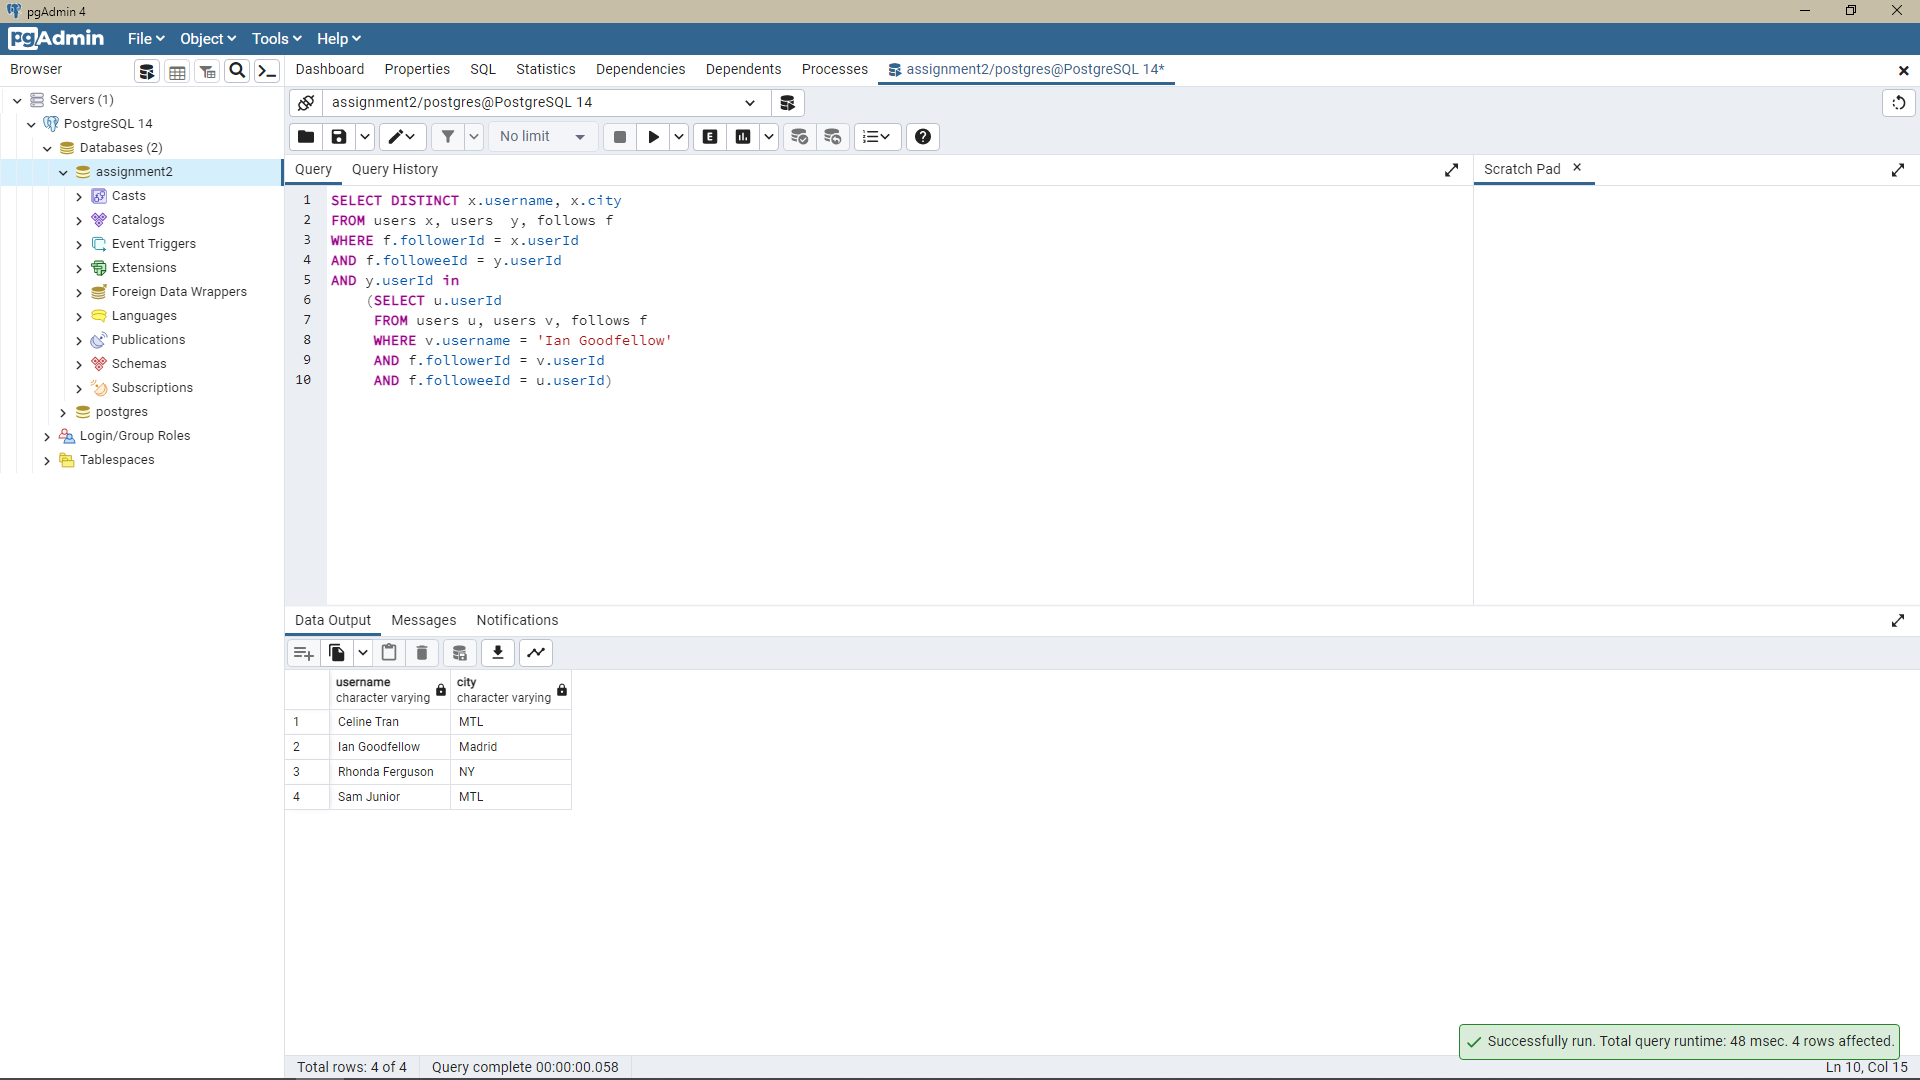 pgAdmin 4
pgAdmin File Object Tools Help
Browser
Dashboard Properties SQL Statistics Dependencies Dependents Processes assignment2/postgres@PostgreSQL 14*
Servers (1)
PostgreSQL 14
Databases (2)
assignment2
Casts
Catalogs
Event Triggers
Extensions
Foreign Data Wrappers
Languages
Publications
Schemas
Subscriptions
postgres
Login/Group Roles
Tablespaces
assignment2/postgres@PostgreSQL 14
No limit
E
Query Query History
Scratch Pad
1 SELECT DISTINCT x.username, x.city
2 FROM users x, users  y, follows f
3 WHERE f.followerId = x.userId
4 AND f.followeeId = y.userId
5 AND y.userId in
6 (SELECT u.userId
7 FROM users u, users v, follows f
8 WHERE v.username = 'Ian Goodfellow'
9 AND f.followerId = v.userId
10 AND f.followeeId = u.userId)
Data Output Messages Notifications
username city
character varying character varying
1 Celine Tran MTL
2 Ian Goodfellow Madrid
3 Rhonda Ferguson NY
4 Sam Junior MTL
Successfully run. Total query runtime: 48 msec. 4 rows affected.
Total rows: 4 of 4 Query complete 00:00:00.058 Ln 10, Col 15